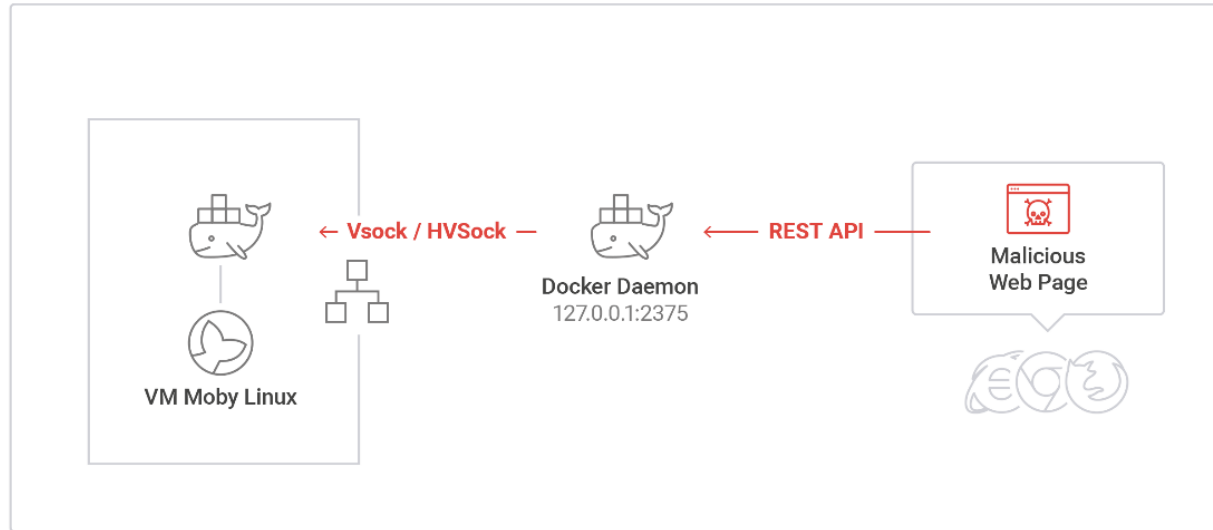 ← Vsock / HVSock —
Docker Daemon
127.0.0.1:2375
← REST API —
Malicious
Web Page
VM Moby Linux